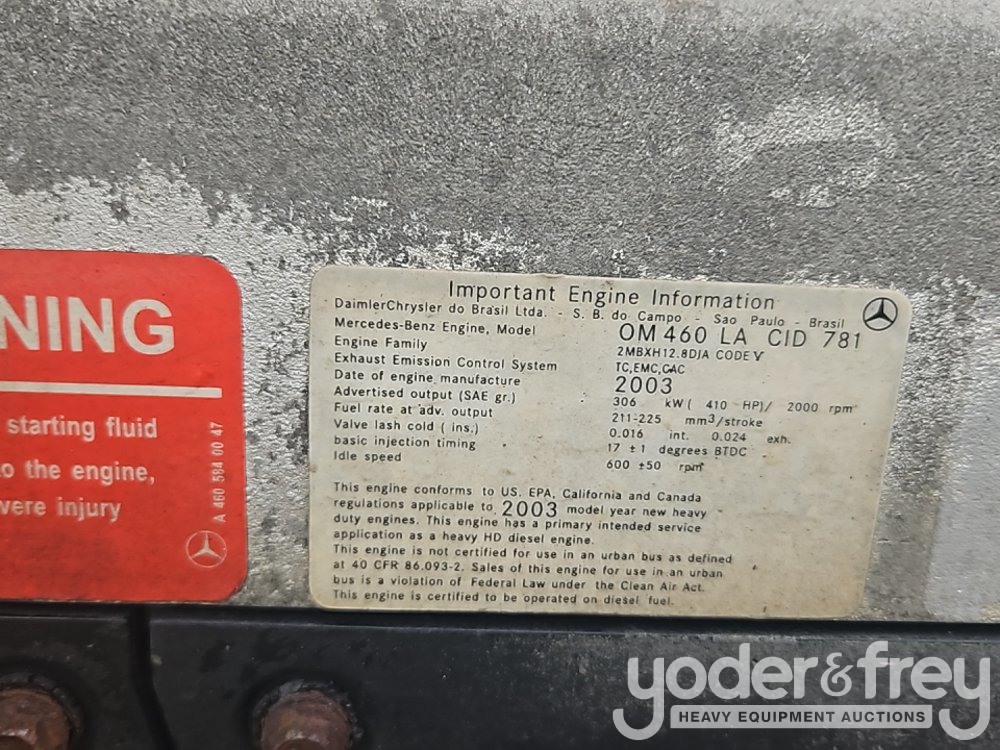 NING
starting fluid
o the engine,
vere injury
A 460 584 00 47
Important Engine Information
DaimlerChrysler do Brasil Ltda. - S. B. do Campo - Sao Paulo - Brasil
Mercedes-Benz Engine, Model OM 460 LA CID 781
Engine Family 2MBXH12.8DJA CODE V
Exhaust Emission Control System TC,EMC,CAC
Date of engine manufacture 2003
Advertised output (SAE gr.) 306 kW ( 410 HP)/ 2000 rpm
Fuel rate at adv. output 211-225 mm3/stroke
Valve lash cold ( ins.) 0.016 int. 0.024 exh.
basic injection timing 17 ±1 degrees BTDC
Idle speed 600 ±50 rpm
This engine conforms to US. EPA, California and Canada
regulations applicable to 2003 model year new heavy
duty engines. This engine has a primary intended service
application as a heavy HD diesel engine.
This engine is not certified for use in an urban bus as defined
at 40 CFR 86.093-2. Sales of this engine for use in an urban
bus is a violation of Federal Law under the Clean Air Act.
This engine is certified to be operated on diesel fuel.
yoder&frey
HEAVY EQUIPMENT AUCTIONS